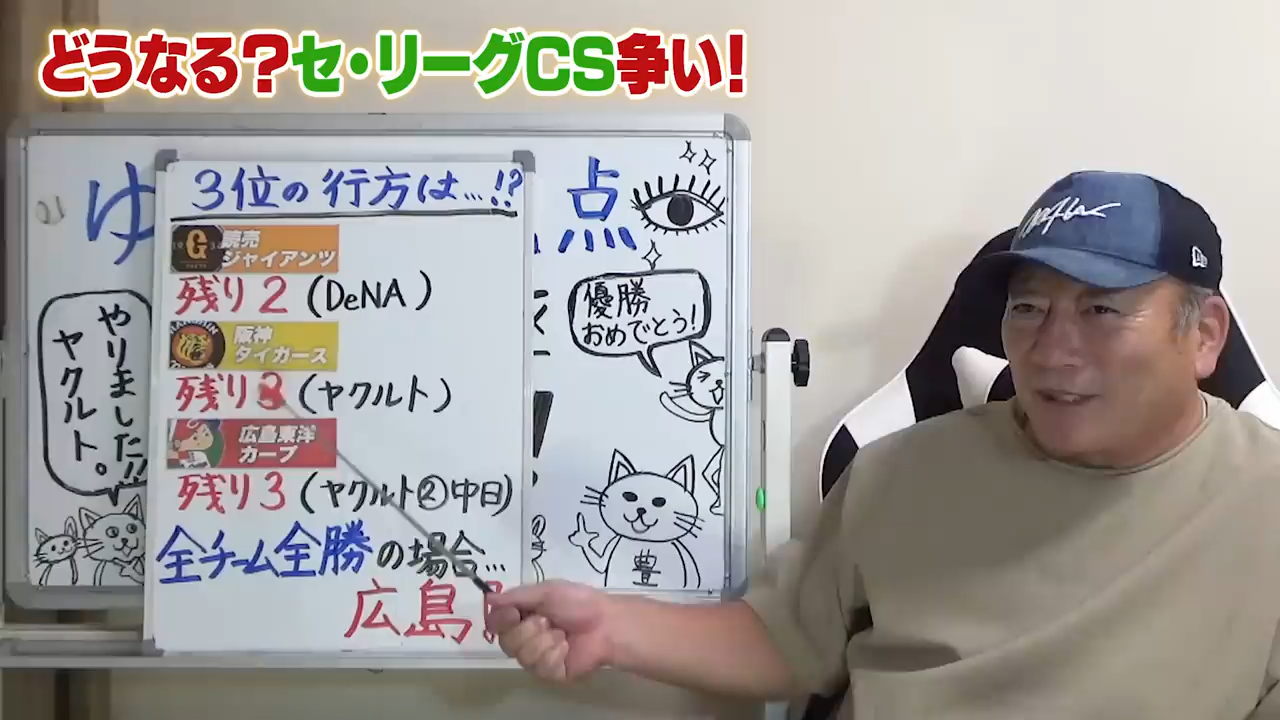 どうなる?セ・リーグCS争い!
ゆ
点
3位の行方は…!?
G
読売
ジャイアンツ
残り2(DeNA)
阪神
タイガース
残り3(ヤクルト)
広島東洋
カープ
残り3(ヤクルト②中日)
全チーム全勝の場合…
広島
やりました!!
ヤクルト。
優勝
おめでとう!
豊